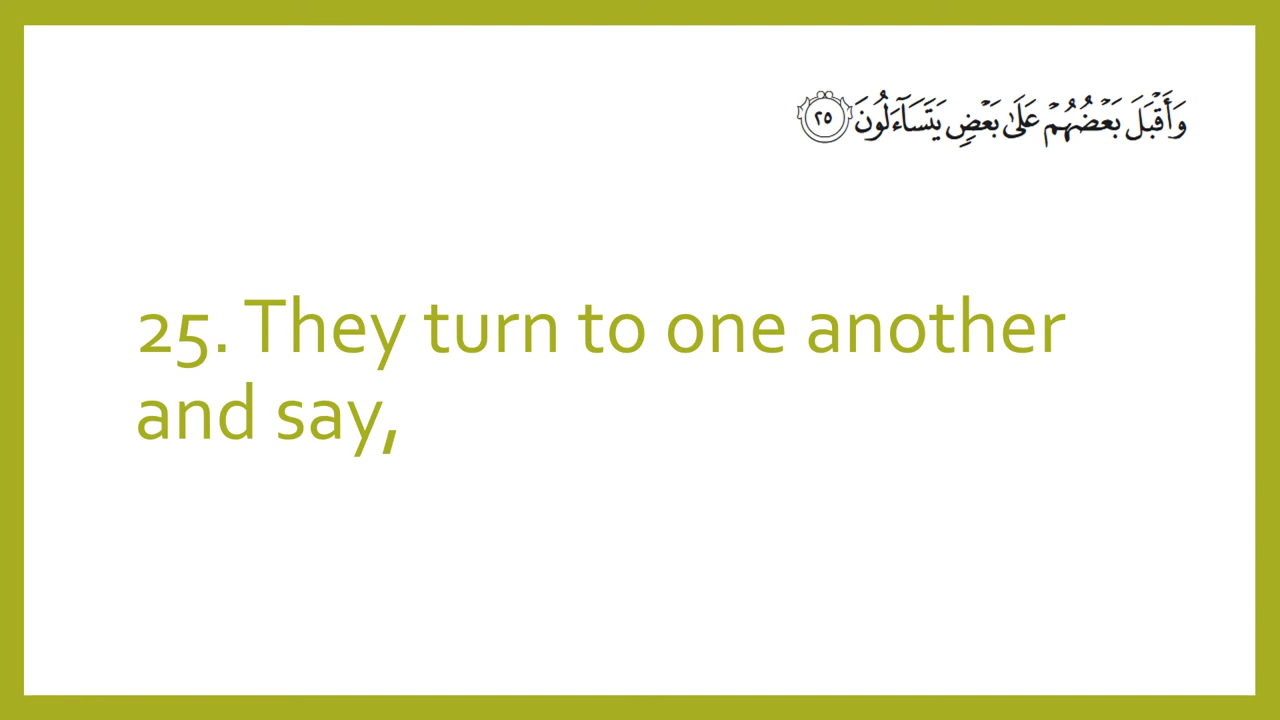 وَأَقْبَلَ بَعْضُهُمْ عَلَىٰ بَعْضٍ يَتَسَآءَلُونَ ٢٥
25. They turn to one another
and say,